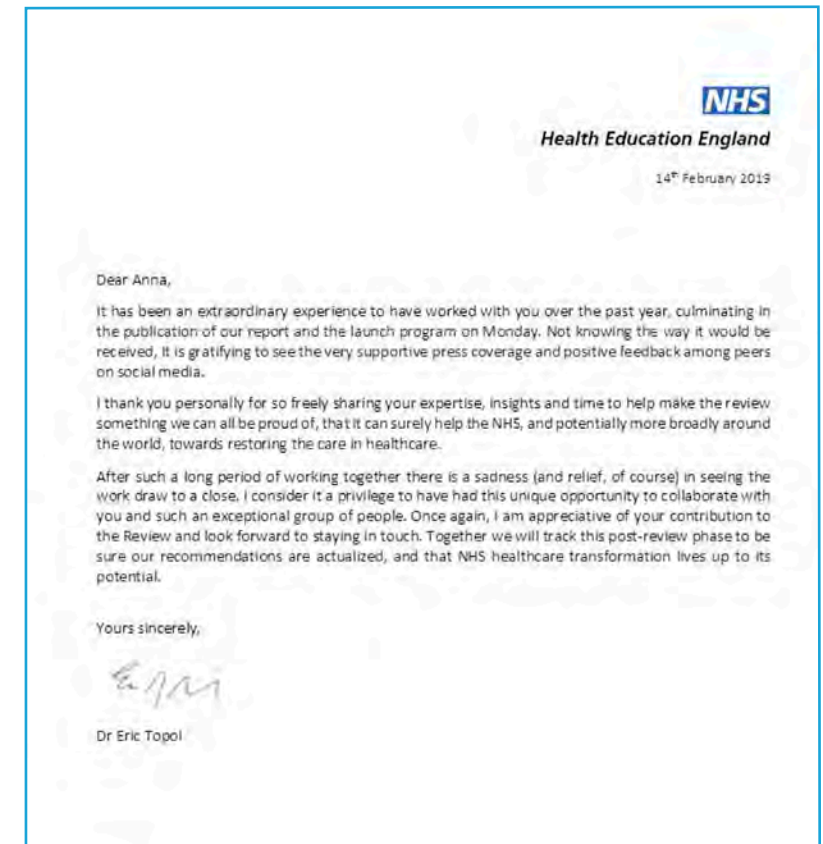 NHS
Health Education England
14th February 2019
Dear Anna,
It has been an extraordinary experience to have worked with you over the past year, culminating in
the publication of our report and the launch program on Monday. Not knowing the way it would be
received, it is gratifying to see the very supportive press coverage and positive feedback among peers
on social media.
I thank you personally for so freely sharing your expertise, insights and time to help make the review
something we can all be proud of, that it can surely help the NHS, and potentially more broadly around
the world, towards restoring the care in healthcare.
After such a long period of working together there is a sadness (and relief, of course) in seeing the
work draw to a close. I consider it a privilege to have had this unique opportunity to collaborate with
you and such an exceptional group of people. Once again, I am appreciative of your contribution to
the Review and look forward to staying in touch. Together we will track this post-review phase to be
sure our recommendations are actualized, and that NHS healthcare transformation lives up to its
potential.
Yours sincerely,
Dr Eric Topol